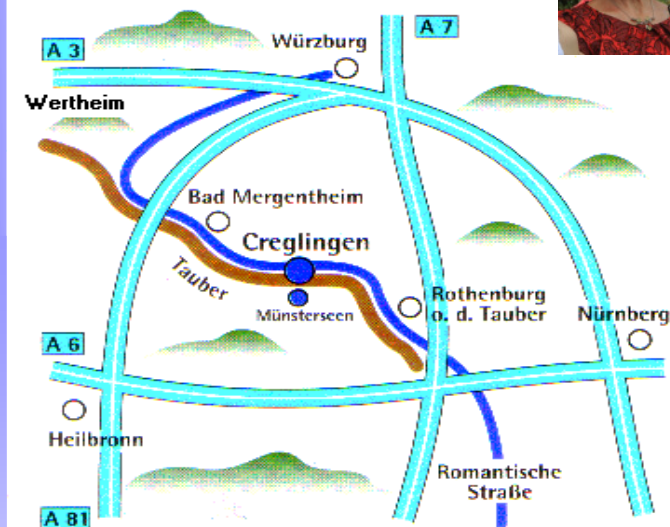 A 7
A 3
Würzburg
Wertheim
Bad Mergentheim
Creglingen
Tauber
Münsterseen
Rothenburg
o. d. Tauber
Nürnberg
A 6
Heilbronn
Romantische
Straße
A 81